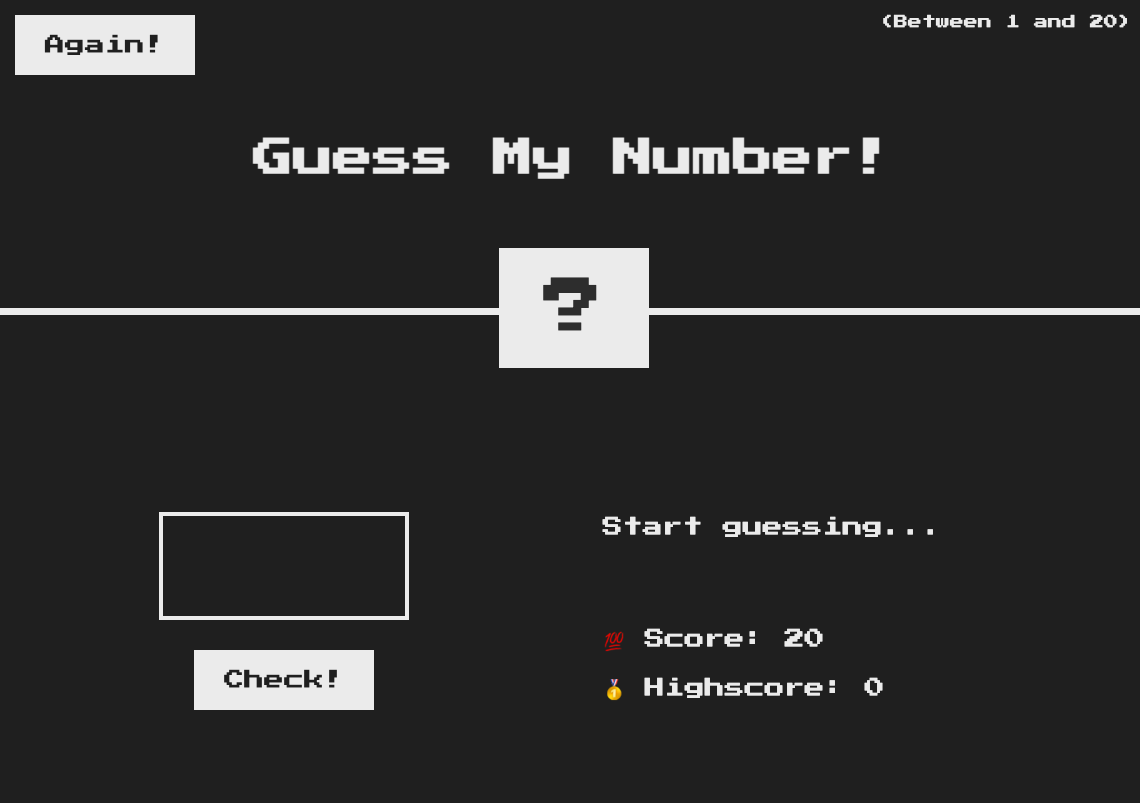 Again!
(Between 1 and 20)
Guess My Number!
?
Start guessing...
💯 Score: 20
Check!
🥇 Highscore: 0